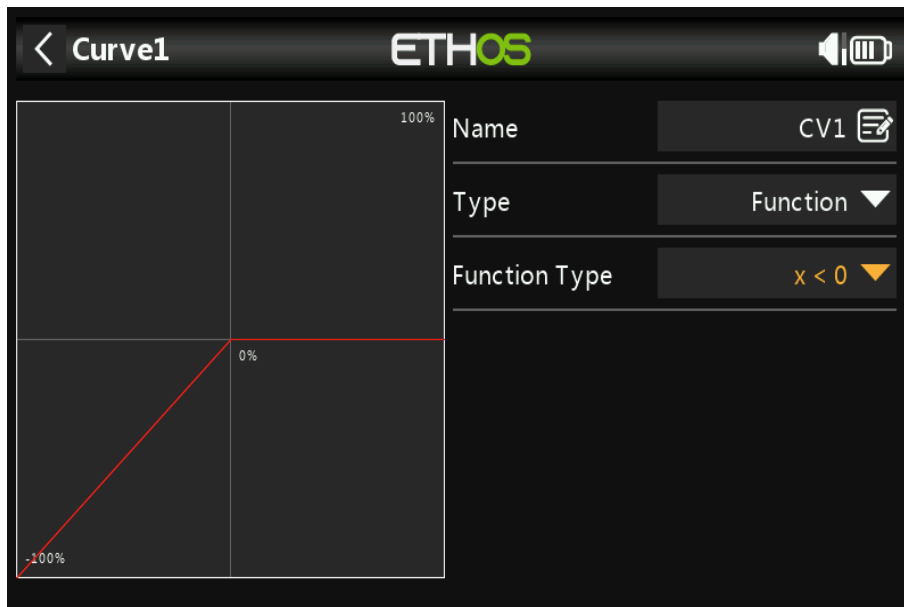 Curve1
ETHOS
100%
0%
-100%
Name
CV1
Type
Function
Function Type
x < 0